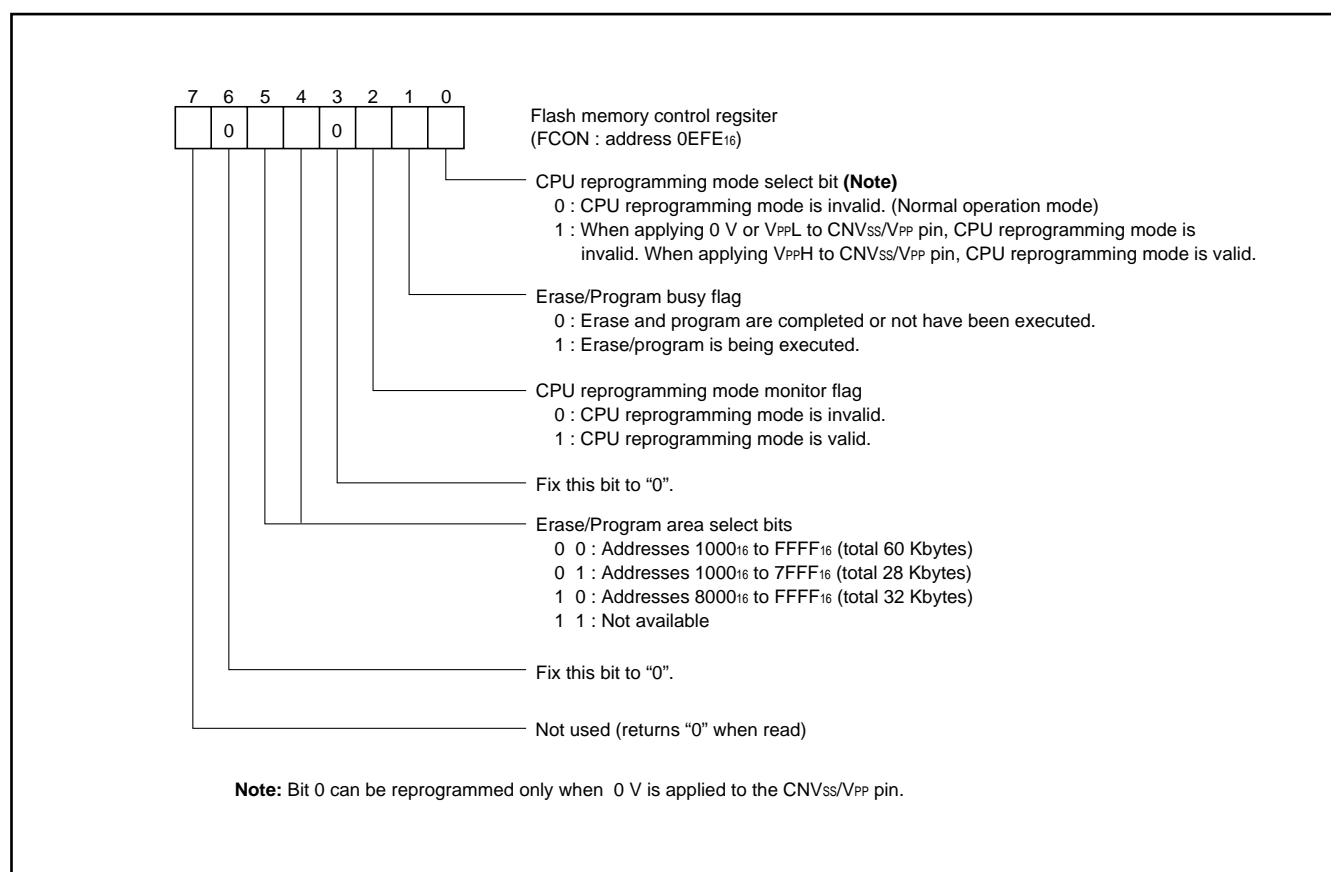 7 6 5 4 3 2 1 0
0 0
Flash memory control regsiter
(FCON : address 0EFE16)
CPU reprogramming mode select bit (Note)
0 : CPU reprogramming mode is invalid. (Normal operation mode)
1 : When applying 0 V or VPPL to CNVSS/VPP pin, CPU reprogramming mode is
invalid. When applying VPPH to CNVSS/VPP pin, CPU reprogramming mode is valid.
Erase/Program busy flag
0 : Erase and program are completed or not have been executed.
1 : Erase/program is being executed.
CPU reprogramming mode monitor flag
0 : CPU reprogramming mode is invalid.
1 : CPU reprogramming mode is valid.
Fix this bit to “0”.
Erase/Program area select bits
0 0 : Addresses 100016 to FFFF16 (total 60 Kbytes)
0 1 : Addresses 100016 to 7FFF16 (total 28 Kbytes)
1 0 : Addresses 800016 to FFFF16 (total 32 Kbytes)
1 1 : Not available
Fix this bit to “0”.
Not used (returns “0” when read)
Note: Bit 0 can be reprogrammed only when 0 V is applied to the CNVSS/VPP pin.